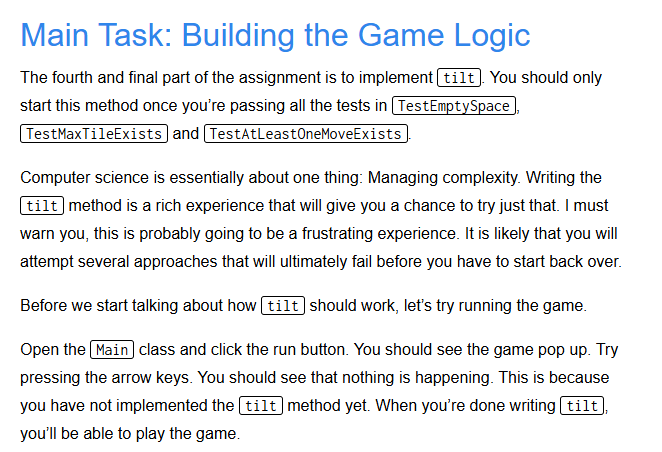 Main Task: Building the Game Logic
The fourth and final part of the assignment is to implement tilt. You should only
start this method once you’re passing all the tests in TestEmptySpace,
TestMaxTileExists and TestAtLeastOneMoveExists.
Computer science is essentially about one thing: Managing complexity. Writing the
tilt method is a rich experience that will give you a chance to try just that. I must
warn you, this is probably going to be a frustrating experience. It is likely that you will
attempt several approaches that will ultimately fail before you have to start back over.
Before we start talking about how tilt should work, let’s try running the game.
Open the Main class and click the run button. You should see the game pop up. Try
pressing the arrow keys. You should see that nothing is happening. This is because
you have not implemented the tilt method yet. When you’re done writing tilt,
you’ll be able to play the game.